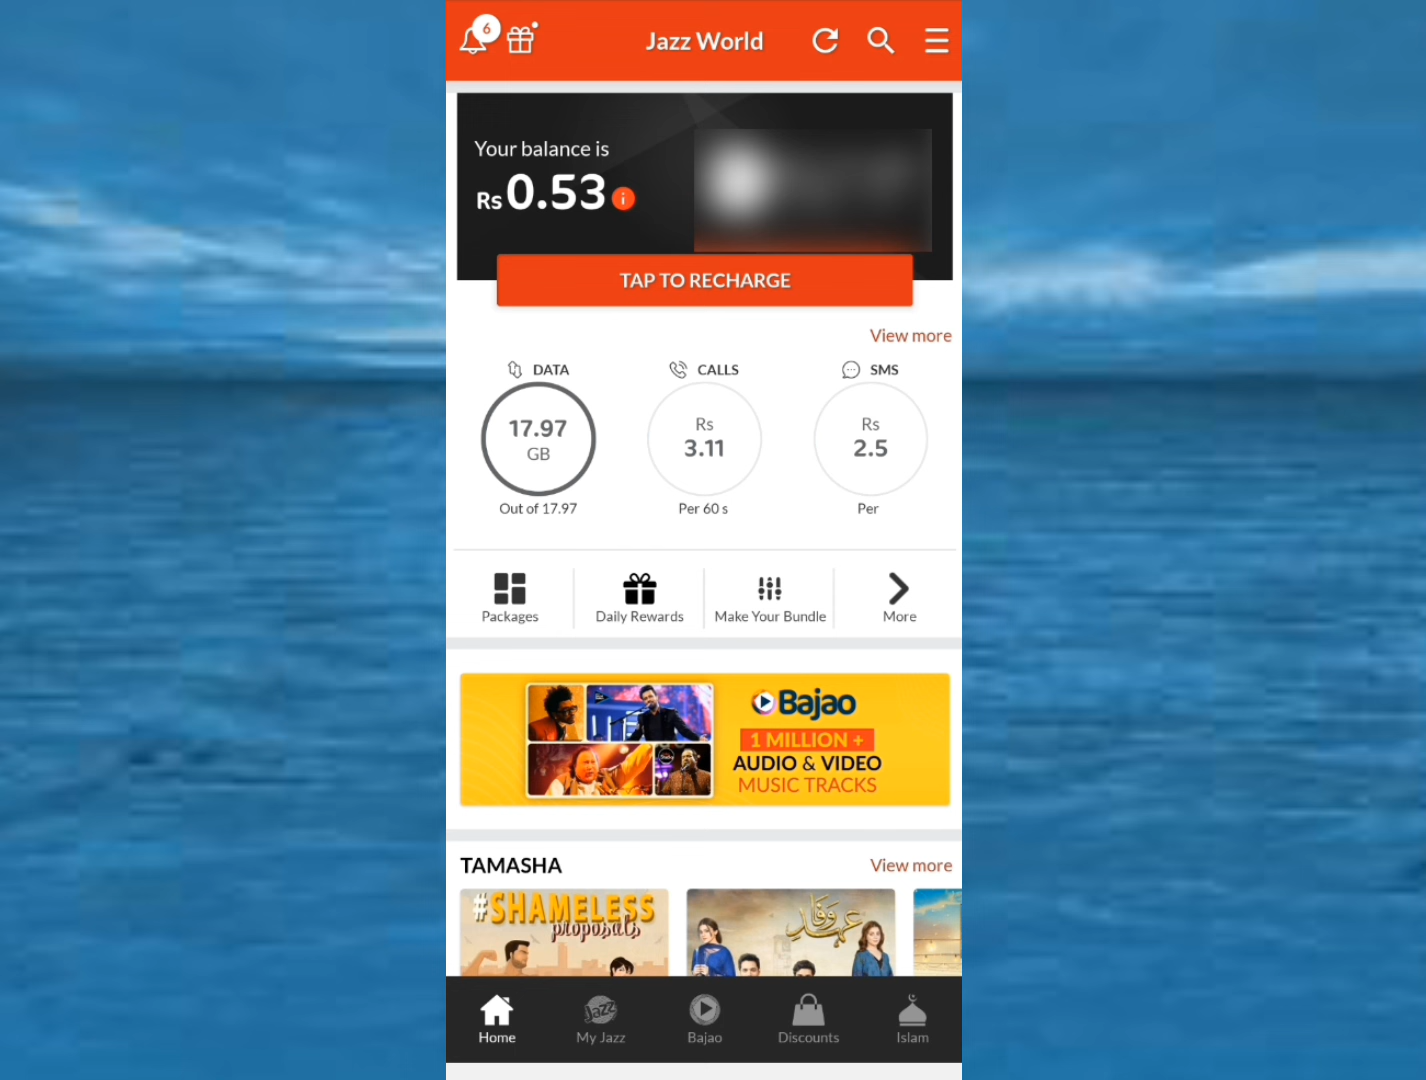 6
Jazz World
Your balance is
Rs 0.53
TAP TO RECHARGE
View more
DATA
17.97
GB
Out of 17.97
CALLS
Rs
3.11
Per 60 s
SMS
Rs
2.5
Per
Packages
Daily Rewards
Make Your Bundle
More
Bajao
1 MILLION +
AUDIO & VIDEO
MUSIC TRACKS
TAMASHA
View more
#SHAMELESS
proposals
عہدِ وفا
Home
My Jazz
Bajao
Discounts
Islam